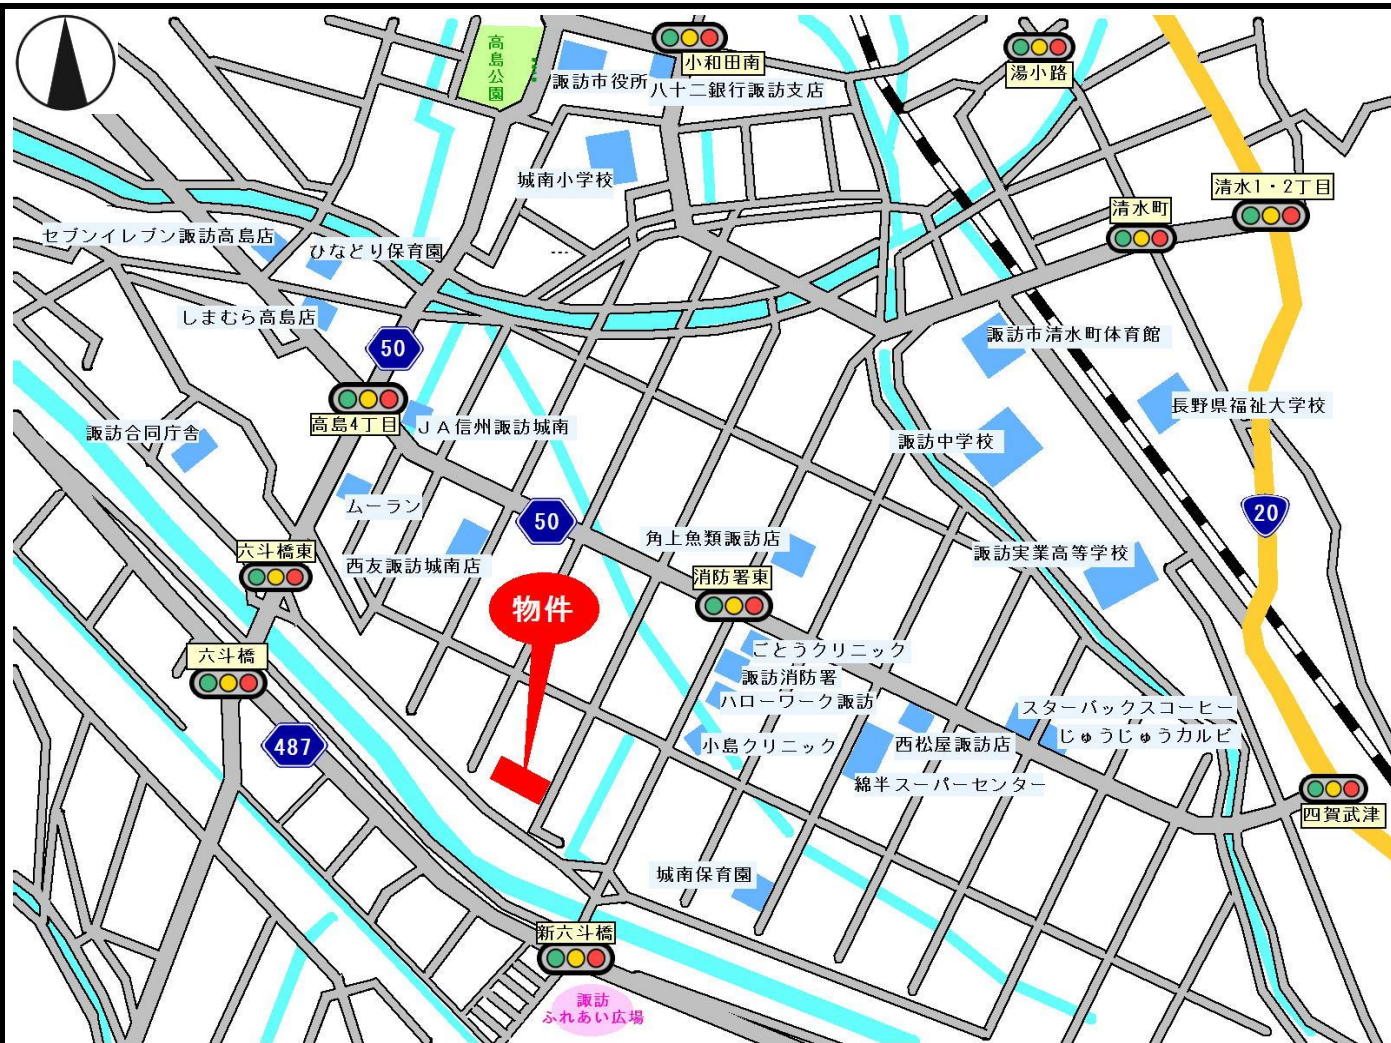 高島公園
諏訪市役所
小和田南
八十二銀行諏訪支店
湯小路
城南小学校
清水1・2丁目
清水町
セブンイレブン諏訪高島店
ひなどり保育園
しまむら高島店
50
諏訪市清水町体育館
高島4丁目
JA信州諏訪城南
長野県福祉大学校
諏訪合同庁舎
諏訪中学校
ムーラン
50
20
角上魚類諏訪店
六斗橋東
西友諏訪城南店
諏訪実業高等学校
消防署東
物件
ごとうクリニック
六斗橋
諏訪消防署
ハローワーク諏訪
スターバックスコーヒー
じゅうじゅうカルビ
487
小島クリニック
西松屋諏訪店
綿半スーパーセンター
四賀武津
城南保育園
新六斗橋
諏訪
ふれあい広場